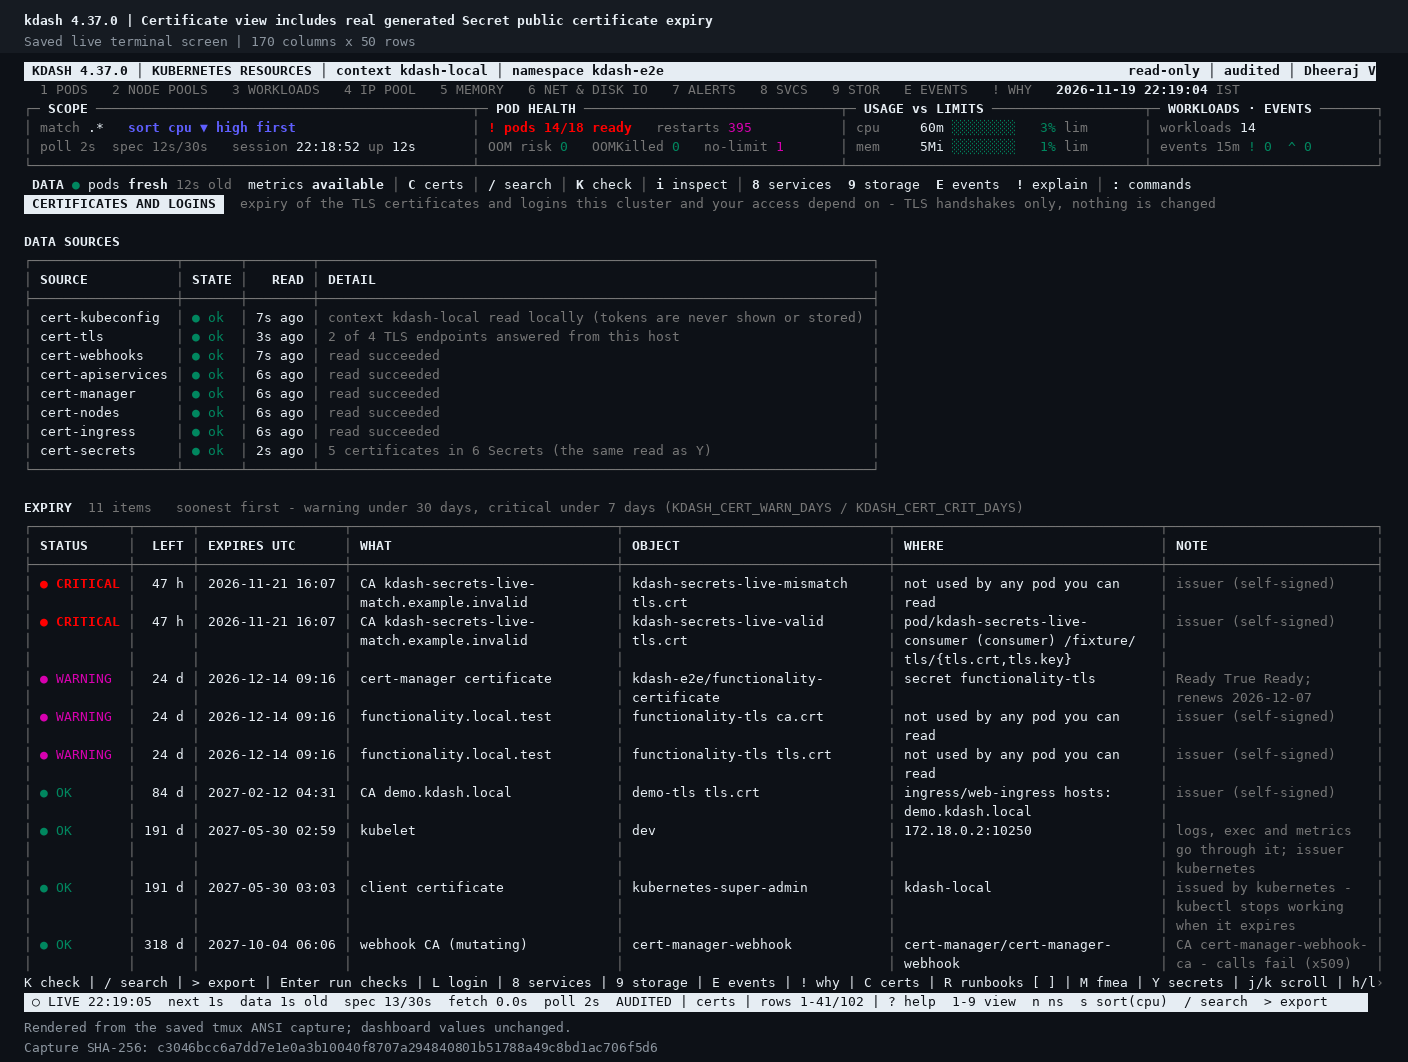 kdash 4.37.0 | Certificate view includes real generated Secret public certificate expiry
Saved live terminal screen | 170 columns x 50 rows
KDASH 4.37.0 │ KUBERNETES RESOURCES │ context kdash-local │ namespace kdash-e2e read-only │ audited │ Dheeraj V
1 PODS 2 NODE POOLS 3 WORKLOADS 4 IP POOL 5 MEMORY 6 NET & DISK IO 7 ALERTS 8 SVCS 9 STOR E EVENTS ! WHY 2026-11-19 22:19:04 IST
SCOPE POD HEALTH USAGE vs LIMITS WORKLOADS · EVENTS
match .* sort cpu ▼ high first │ ! pods 14/18 ready restarts 395 │ cpu 60m ░░░░░░░░ 3% lim │ workloads 14
poll 2s spec 12s/30s session 22:18:52 up 12s │ OOM risk 0 OOMKilled 0 no-limit 1 │ mem 5Mi ░░░░░░░░ 1% lim │ events 15m ! 0 ^ 0
DATA ● pods fresh 12s old metrics available │ C certs │ / search │ K check │ i inspect │ 8 services 9 storage E events ! explain │ : commands
CERTIFICATES AND LOGINS expiry of the TLS certificates and logins this cluster and your access depend on - TLS handshakes only, nothing is changed
DATA SOURCES
SOURCE │ STATE │ READ │ DETAIL
cert-kubeconfig │ ● ok │ 7s ago │ context kdash-local read locally (tokens are never shown or stored)
cert-tls │ ● ok │ 3s ago │ 2 of 4 TLS endpoints answered from this host
cert-webhooks │ ● ok │ 7s ago │ read succeeded
cert-apiservices │ ● ok │ 6s ago │ read succeeded
cert-manager │ ● ok │ 6s ago │ read succeeded
cert-nodes │ ● ok │ 6s ago │ read succeeded
cert-ingress │ ● ok │ 6s ago │ read succeeded
cert-secrets │ ● ok │ 2s ago │ 5 certificates in 6 Secrets (the same read as Y)
EXPIRY 11 items soonest first - warning under 30 days, critical under 7 days (KDASH_CERT_WARN_DAYS / KDASH_CERT_CRIT_DAYS)
STATUS │ LEFT │ EXPIRES UTC │ WHAT │ OBJECT │ WHERE │ NOTE
● CRITICAL │ 47 h │ 2026-11-21 16:07 │ CA kdash-secrets-live- │ kdash-secrets-live-mismatch │ not used by any pod you can │ issuer (self-signed)
match.example.invalid │ tls.crt │ read
● CRITICAL │ 47 h │ 2026-11-21 16:07 │ CA kdash-secrets-live- │ kdash-secrets-live-valid │ pod/kdash-secrets-live- │ issuer (self-signed)
match.example.invalid │ tls.crt │ consumer (consumer) /fixture/
tls/{tls.crt,tls.key}
● WARNING │ 24 d │ 2026-12-14 09:16 │ cert-manager certificate │ kdash-e2e/functionality- │ secret functionality-tls │ Ready True Ready;
certificate │ renews 2026-12-07
● WARNING │ 24 d │ 2026-12-14 09:16 │ functionality.local.test │ functionality-tls ca.crt │ not used by any pod you can │ issuer (self-signed)
read
● WARNING │ 24 d │ 2026-12-14 09:16 │ functionality.local.test │ functionality-tls tls.crt │ not used by any pod you can │ issuer (self-signed)
read
● OK │ 84 d │ 2027-02-12 04:31 │ CA demo.kdash.local │ demo-tls tls.crt │ ingress/web-ingress hosts: │ issuer (self-signed)
demo.kdash.local
● OK │ 191 d │ 2027-05-30 02:59 │ kubelet │ dev │ 172.18.0.2:10250 │ logs, exec and metrics
go through it; issuer
kubernetes
● OK │ 191 d │ 2027-05-30 03:03 │ client certificate │ kubernetes-super-admin │ kdash-local │ issued by kubernetes -
kubectl stops working
when it expires
● OK │ 318 d │ 2027-10-04 06:06 │ webhook CA (mutating) │ cert-manager-webhook │ cert-manager/cert-manager- │ CA cert-manager-webhook-
webhook │ ca - calls fail (x509)
K check | / search | > export | Enter run checks | L login | 8 services | 9 storage | E events | ! why | C certs | R runbooks [ ] | M fmea | Y secrets | j/k scroll | h/l›
○ LIVE 22:19:05 next 1s data 1s old spec 13/30s fetch 0.0s poll 2s AUDITED | certs | rows 1-41/102 | ? help 1-9 view n ns s sort(cpu) / search > export
Rendered from the saved tmux ANSI capture; dashboard values unchanged.
Capture SHA-256: c3046bcc6a7dd7e1e0a3b10040f8707a294840801b51788a49c8bd1ac706f5d6